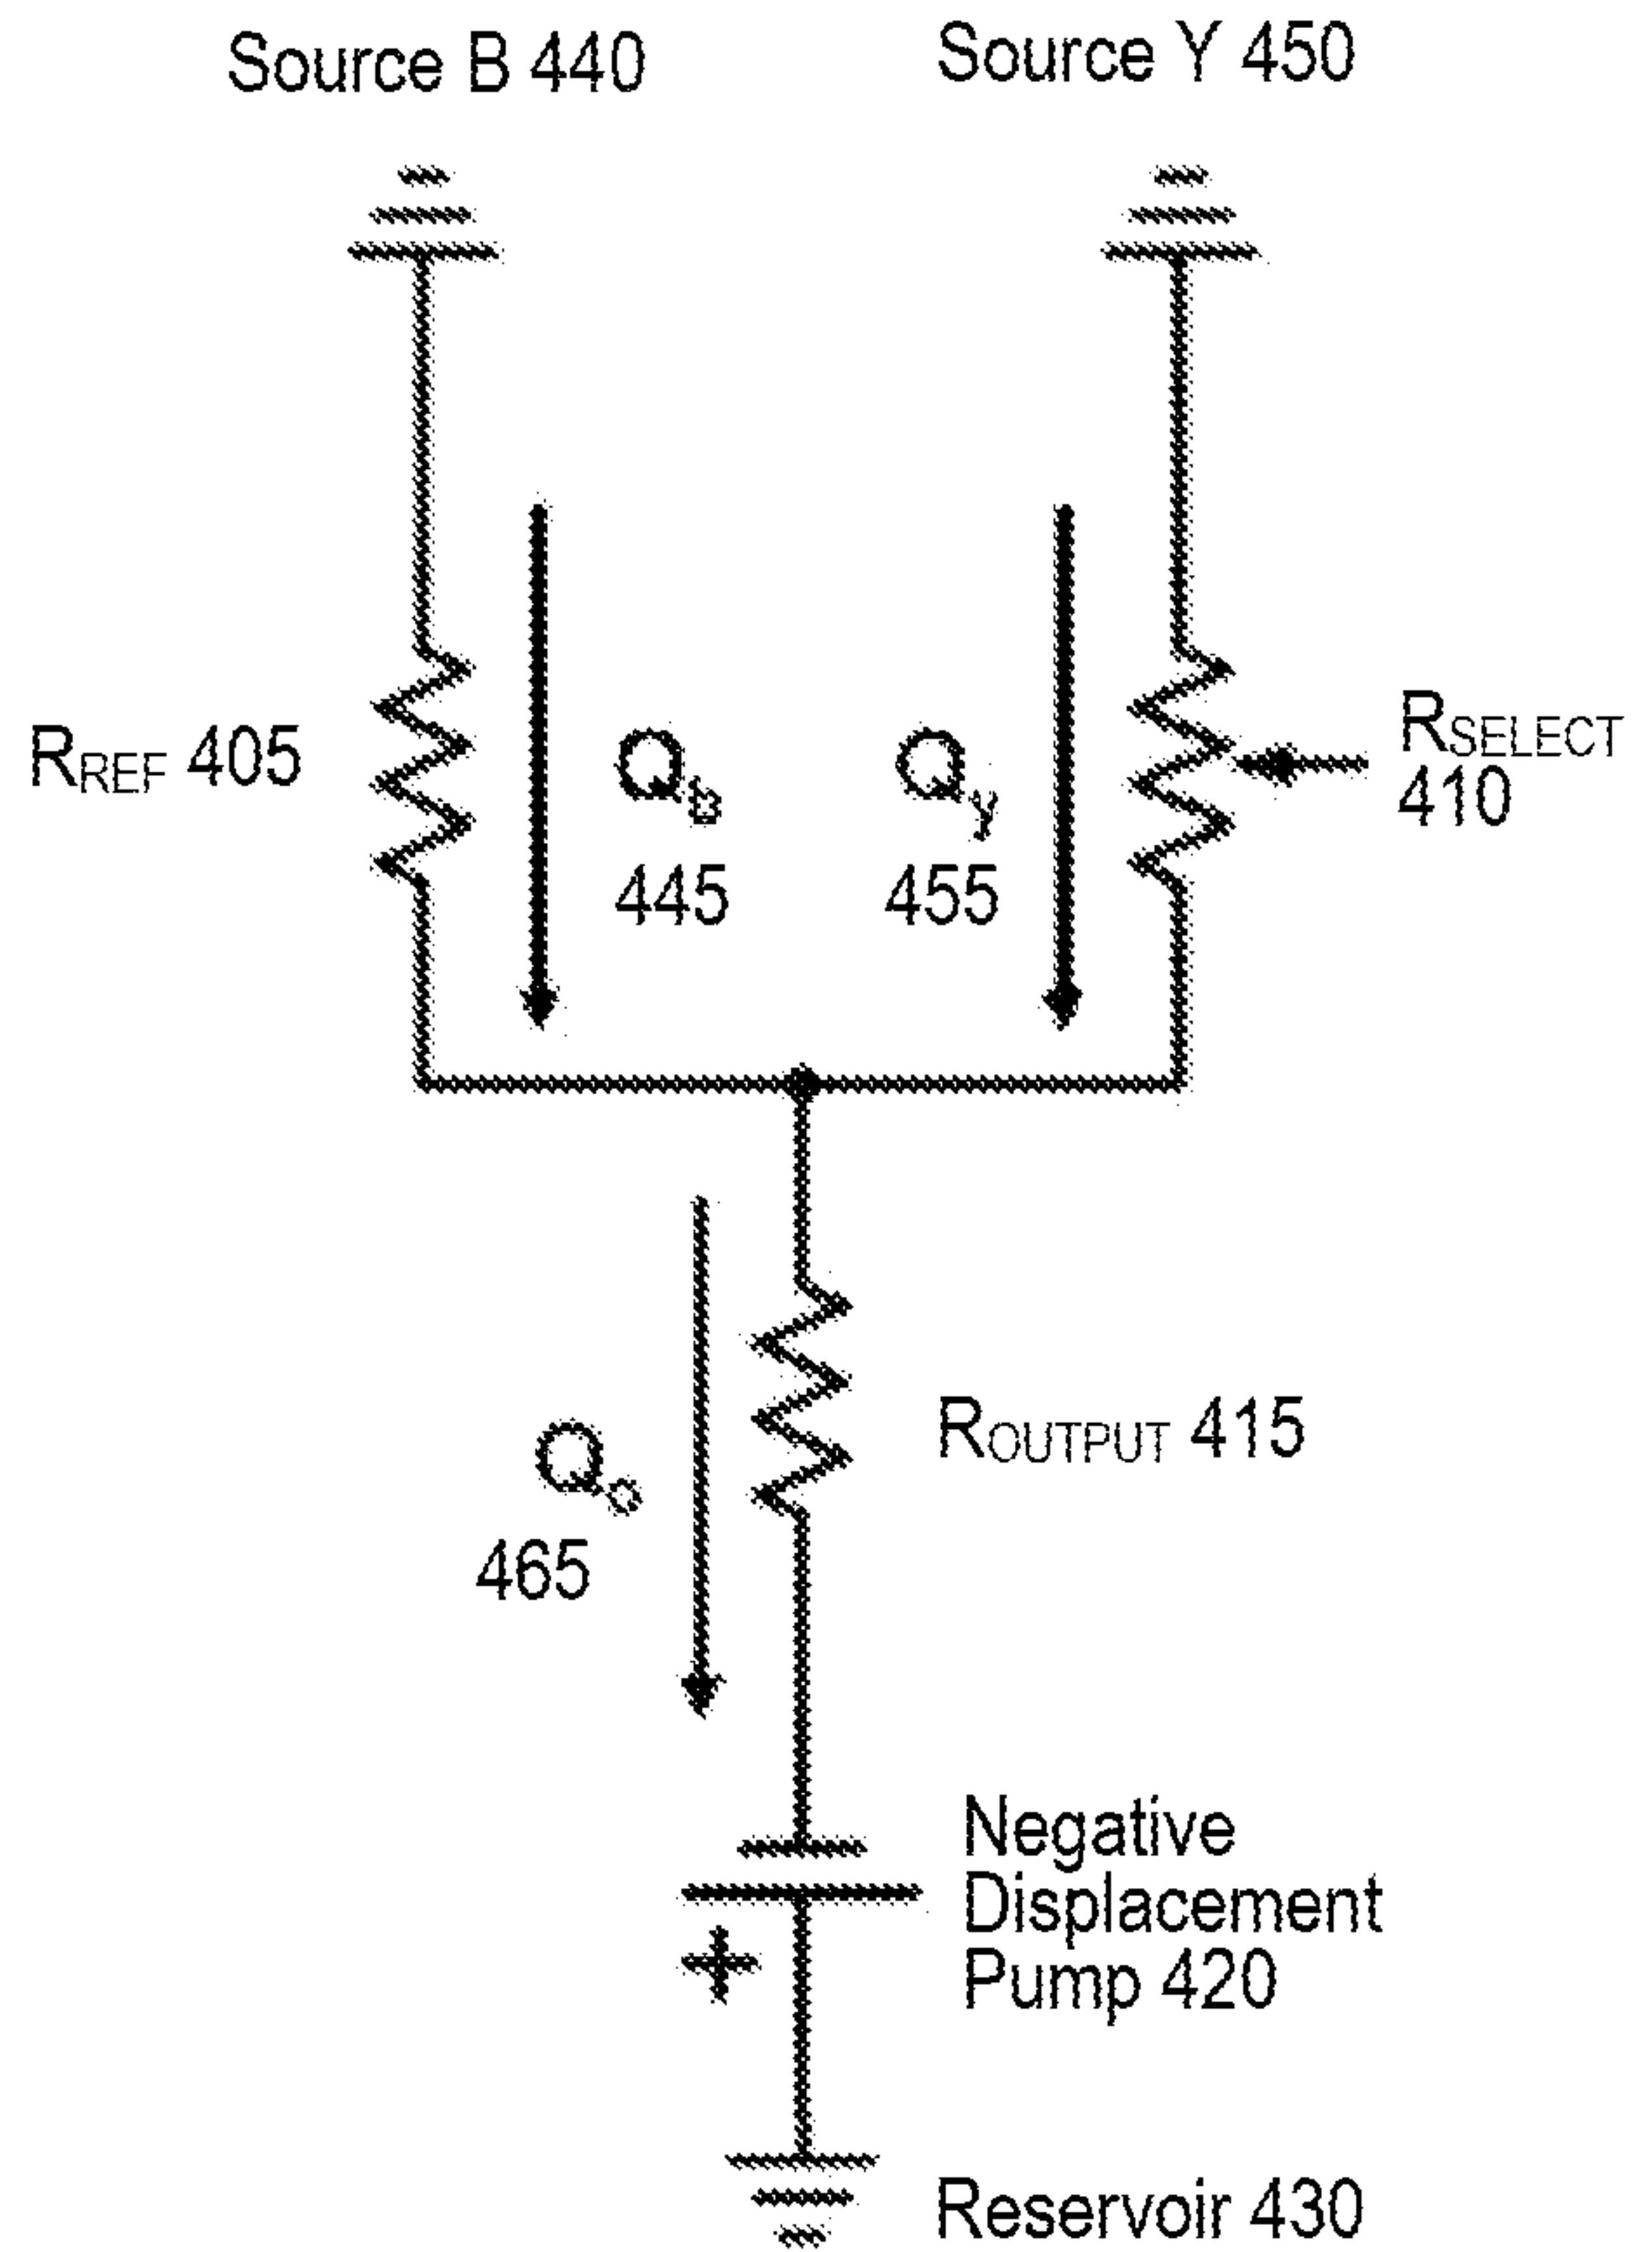 Source B 440
Source Y 450
RREF 405
Qb
445
Qy
455
RSELECT
410
Qo
465
ROUTPUT 415
Negative
Displacement
Pump 420
+
Reservoir 430